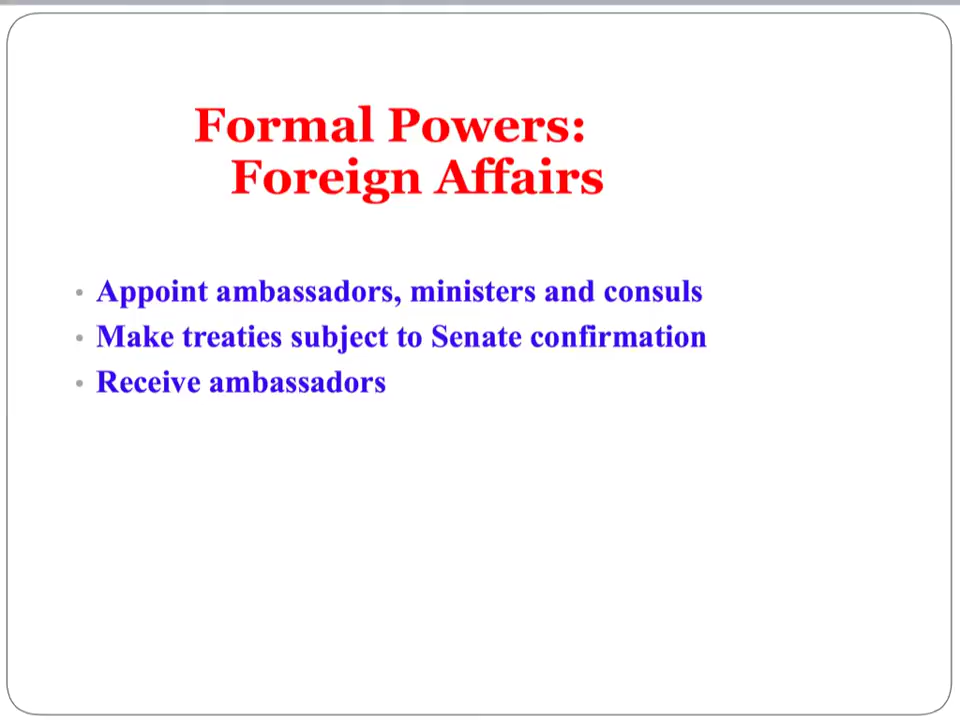 Formal Powers:
Foreign Affairs
• Appoint ambassadors, ministers and consuls
• Make treaties subject to Senate confirmation
• Receive ambassadors